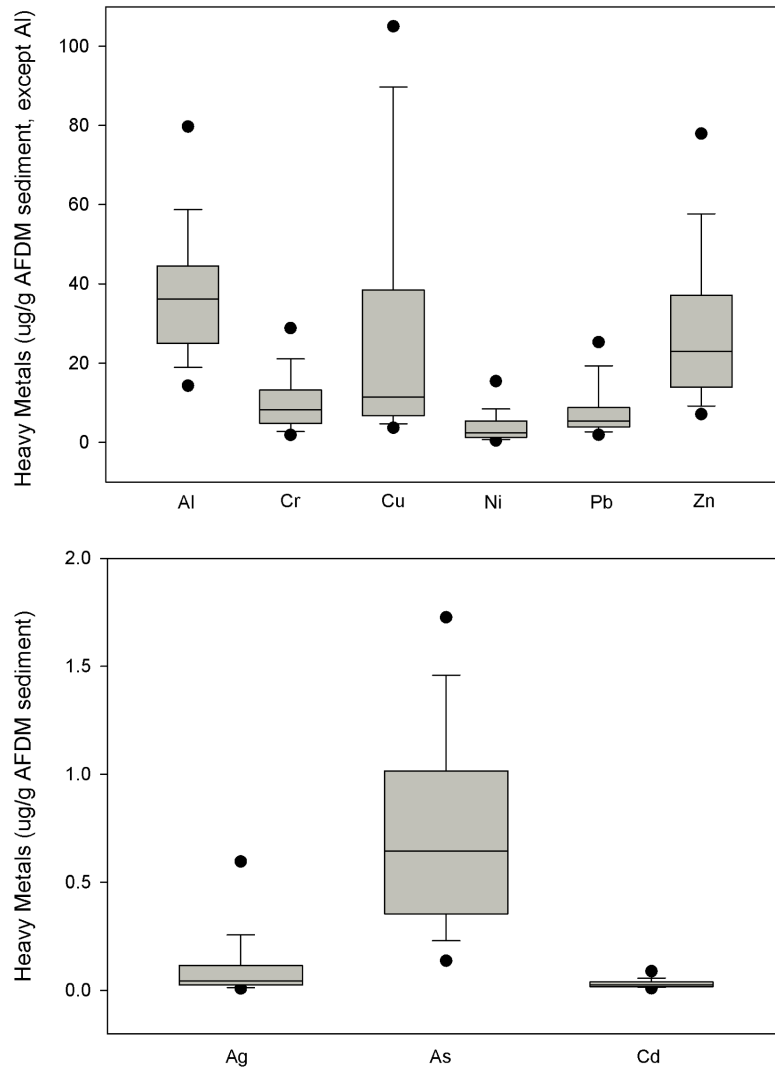 Heavy Metals (ug/g AFDM sediment, except Al)
100
80
60
40
20
0
Al Cr Cu Ni Pb Zn
Heavy Metals (ug/g AFDM sediment)
2.0
1.5
1.0
0.5
0.0
Ag As Cd